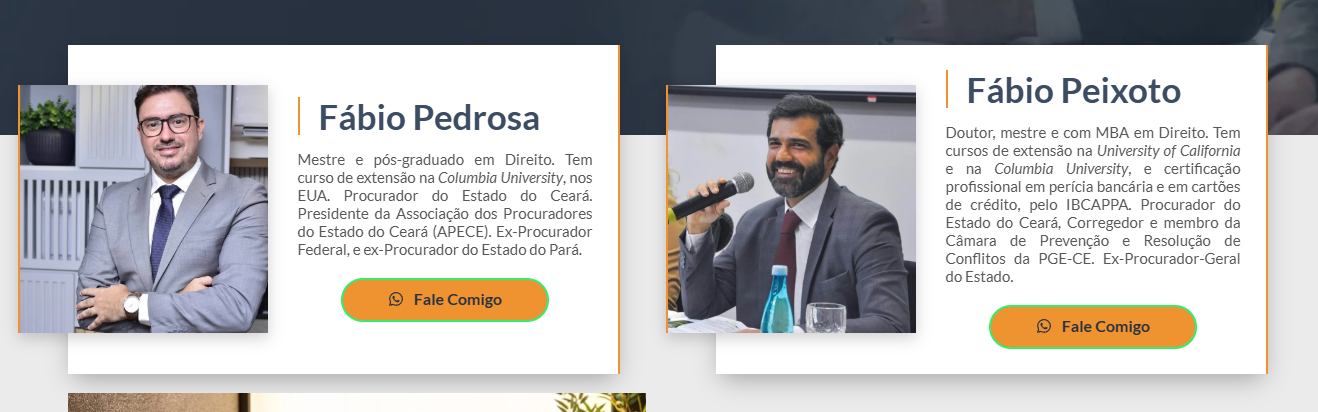 Fábio Pedrosa
Mestre e pós-graduado em Direito. Tem
curso de extensão na Columbia University, nos
EUA. Procurador do Estado do Ceará.
Presidente da Associação dos Procuradores
do Estado do Ceará (APECE). Ex-Procurador
Federal, e ex-Procurador do Estado do Pará.
Fale Comigo
Fábio Peixoto
Doutor, mestre e com MBA em Direito. Tem
cursos de extensão na University of California
e na Columbia University, e certificação
profissional em perícia bancária e em cartões
de crédito, pelo IBCAPPA. Procurador do
Estado do Ceará, Corregedor e membro da
Câmara de Prevenção e Resolução de
Conflitos da PGE-CE. Ex-Procurador-Geral
do Estado.
Fale Comigo